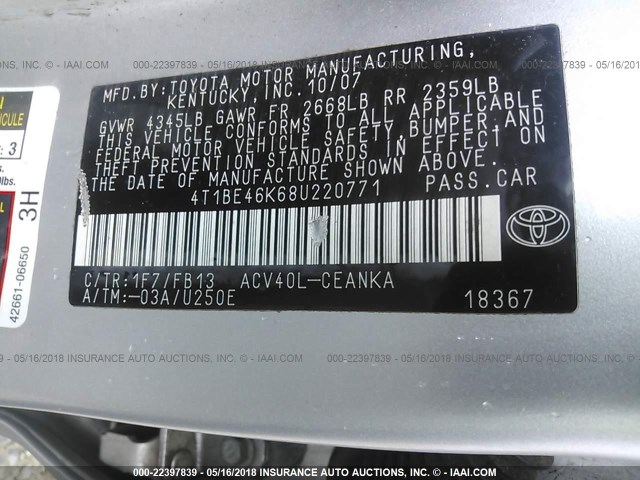 000-22397839 - 05/16/2018 INSURANCE AUTO AUCTIONS, INC. - © IAAI.COM
MFD.BY:TOYOTA MOTOR MANUFACTURING,
KENTUCKY,INC. 10/07
GVWR 4345LB GAWR FR 2668LB RR 2359LB
THIS VEHICLE CONFORMS TO ALL APPLICABLE
FEDERAL MOTOR VEHICLE SAFETY,BUMPER,AND
THEFT PREVENTION STANDARDS IN EFFECT ON
THE DATE OF MANUFACTURE SHOWN ABOVE.
4T1BE46K68U220771 PASS.CAR
C/TR:1F7/FB13 ACV40L-CEANKA
A/TM:-03A/U250E
18367
TOYOTA
3
lbs.
3H
42661-06650
000-22397839 - 05/16/2018 INSURANCE AUTO AUCTIONS, INC. - © IAAI.COM
000-22397839 - 05/16/2018 INSURANCE AUTO AUCTIONS, INC. - © IAAI.COM